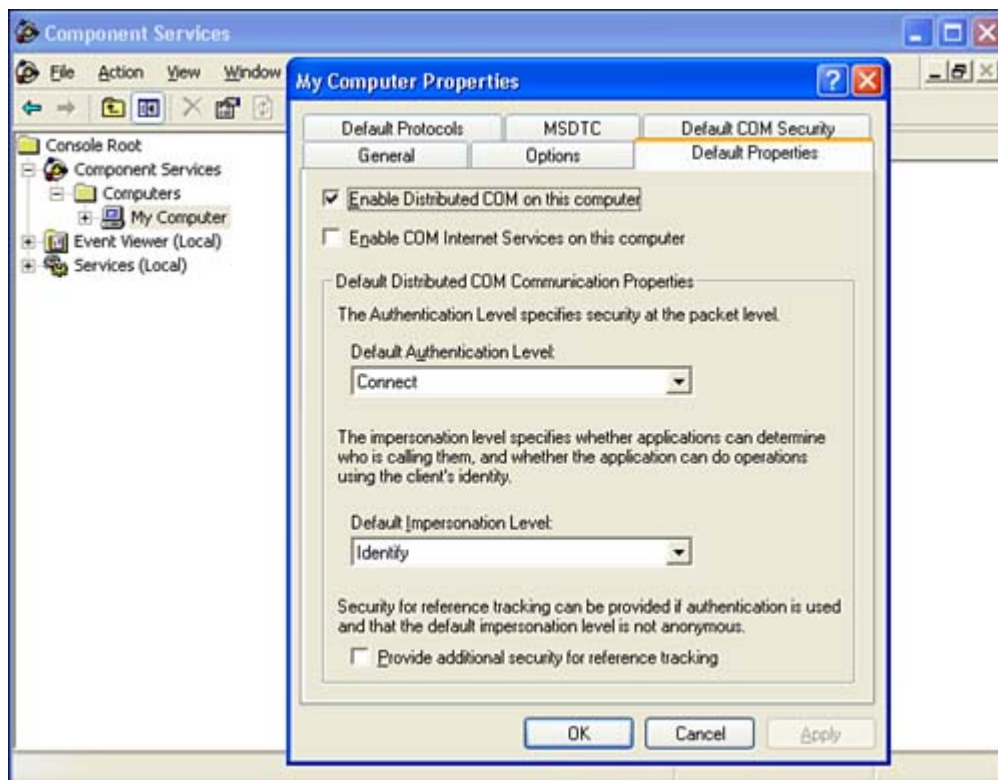 Component Services
File Action View Window
My Computer Properties
Console Root
Component Services
Computers
My Computer
Event Viewer (Local)
Services (Local)
Default Protocols MSDTC Default COM Security
General Options Default Properties
Enable Distributed COM on this computer
Enable COM Internet Services on this computer
Default Distributed COM Communication Properties
The Authentication Level specifies security at the packet level.
Default Authentication Level:
Connect
The impersonation level specifies whether applications can determine
who is calling them, and whether the application can do operations
using the client's identity.
Default Impersonation Level:
Identify
Security for reference tracking can be provided if authentication is used
and that the default impersonation level is not anonymous.
Provide additional security for reference tracking
OK Cancel Apply